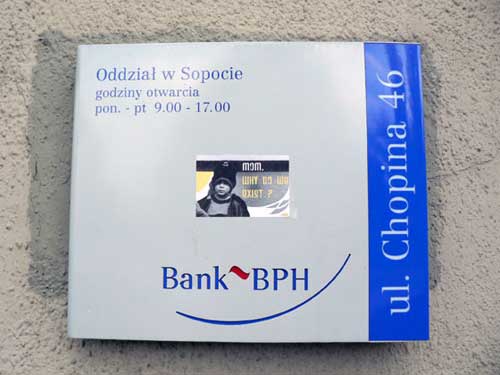 Oddział w Sopocie
godziny otwarcia
pon. - pt 9.00 - 17.00
mom.
WHY DO WE
EXIST?
Bank BPH
ul. Chopina 46